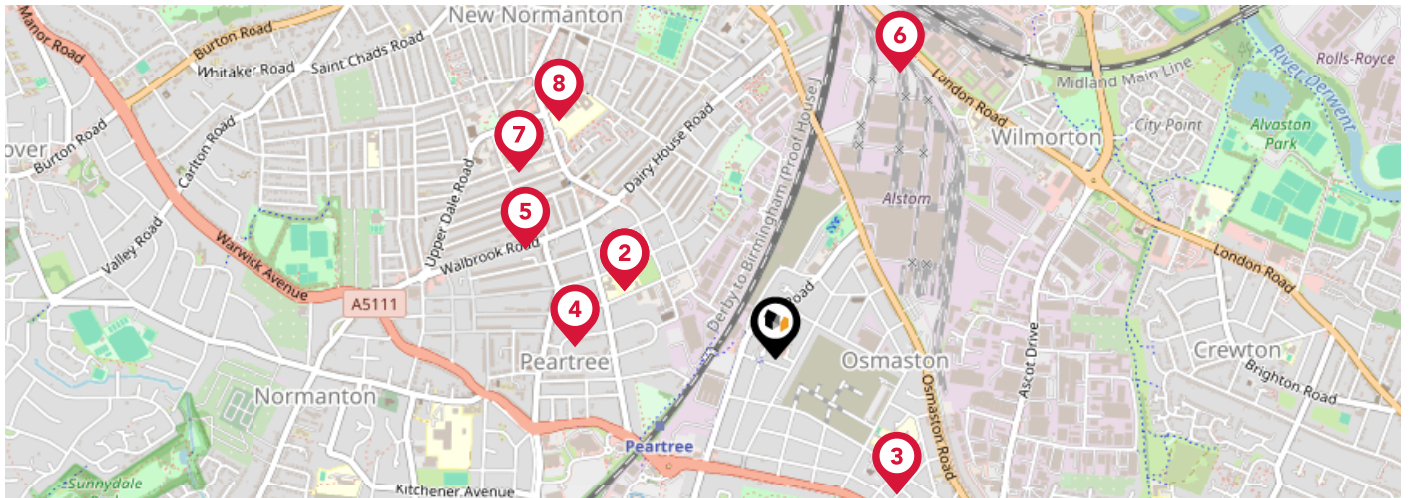 New Normanton
Manor Road
Burton Road
Whitaker Road
Saint Chads Road
6
London Road
Midland Main Line
River Derwent
Rolls-Royce
8
7
Dairy House Road
Derby to Birmingham (Proof House)
Wilmorton
City Point
Alvaston
Park
over
Burton Road
Carlton Road
Upper Dale Road
5
Alstom
Valley Road
Warwick Avenue
Walbrook Road
2
London Road
A5111
4
Road
Peartree
Osmaston
Ascot Drive
Crewton
Brighton Road
Normanton
Osmaston Road
Peartree
3
Sunnydale
Kitchener Avenue